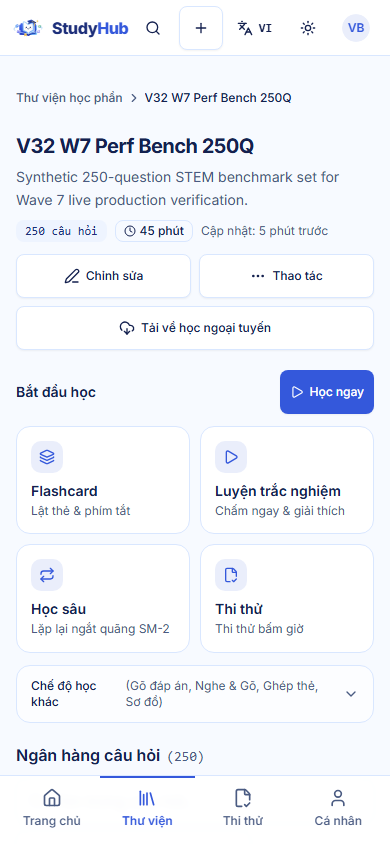 StudyHub
VI
VB
Thư viện học phần > V32 W7 Perf Bench 250Q
V32 W7 Perf Bench 250Q
Synthetic 250-question STEM benchmark set for
Wave 7 live production verification.
250 câu hỏi
45 phút
Cập nhật: 5 phút trước
Chỉnh sửa
Thao tác
Tải về học ngoại tuyến
Bắt đầu học
Học ngay
Flashcard
Lật thẻ & phím tắt
Luyện trắc nghiệm
Chấm ngay & giải thích
Học sâu
Lặp lại ngắt quãng SM-2
Thi thử
Thi thử bấm giờ
Chế độ học
khác
(Gõ đáp án, Nghe & Gõ, Ghép thẻ,
Sơ đồ)
Ngân hàng câu hỏi (250)
Trang chủ
Thư viện
Thi thử
Cá nhân